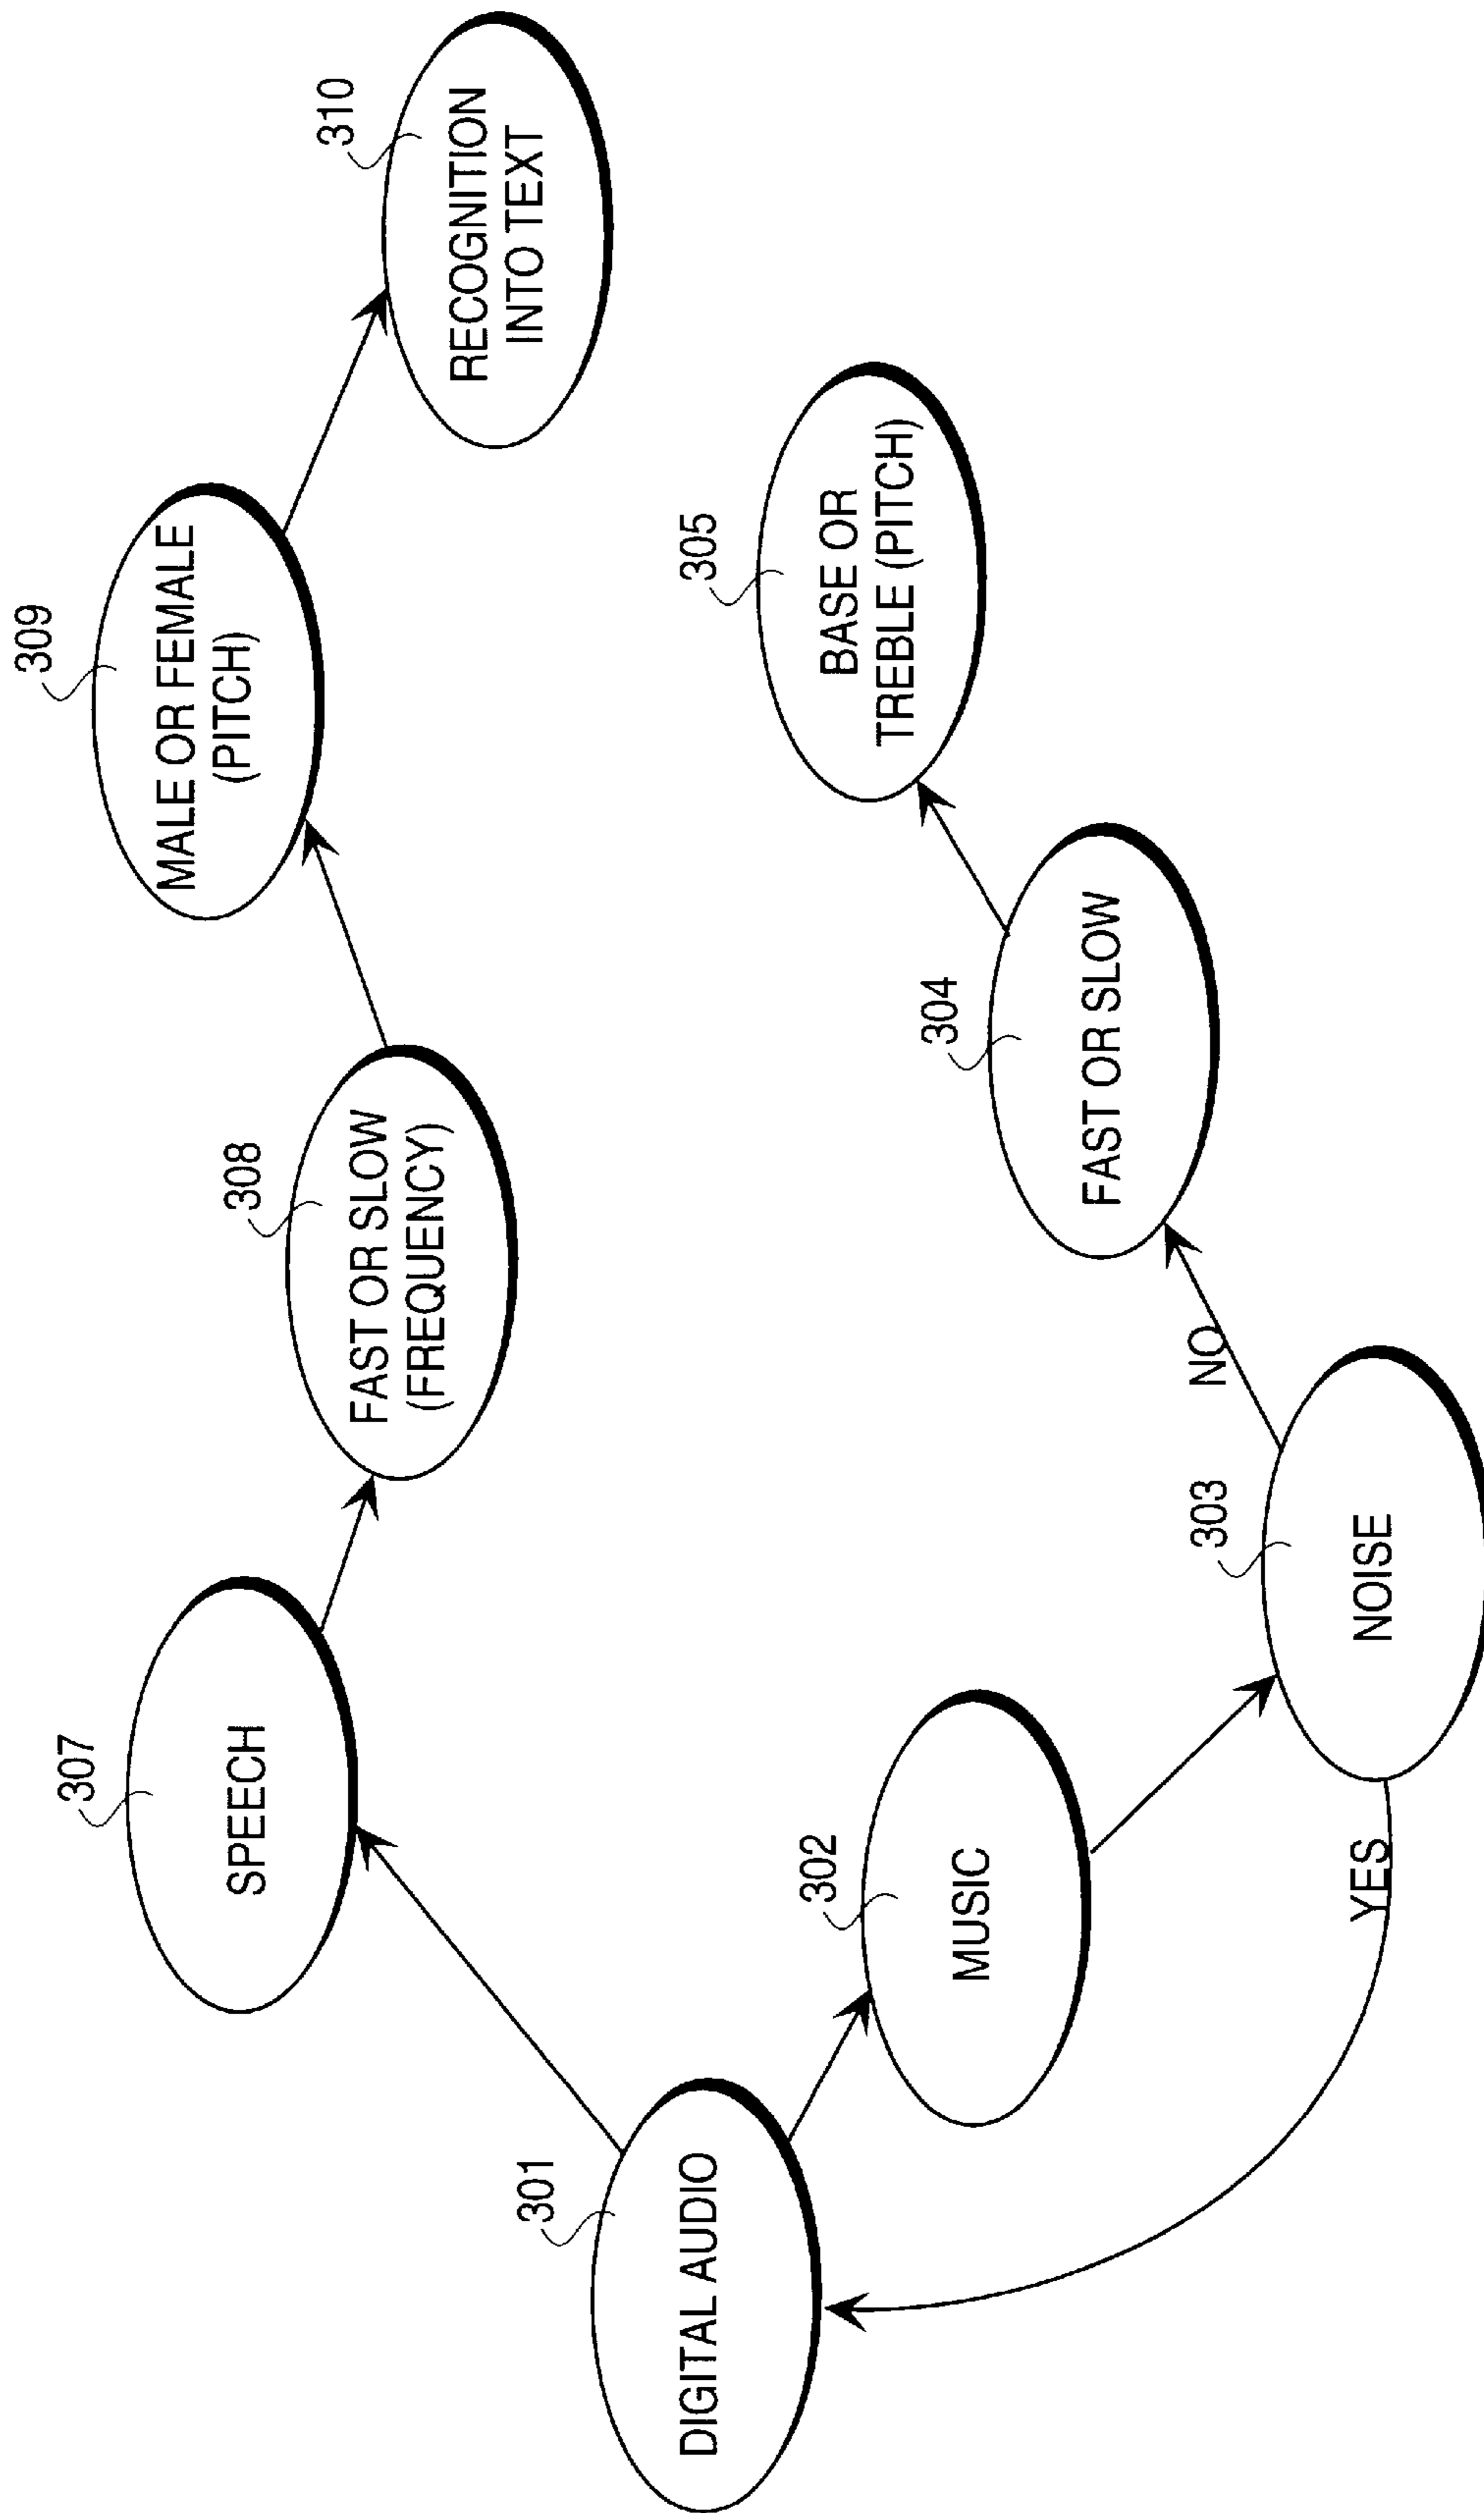 301
DIGITAL AUDIO
307
SPEECH
308
FAST OR SLOW
(FREQUENCY)
309
MALE OR FEMALE
(PITCH)
310
RECOGNITION
INTO TEXT
302
MUSIC
303
NOISE
YES
NO
304
FAST OR SLOW
305
BASE OR
TREBLE (PITCH)